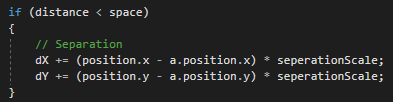 if (distance < space)
{
// Separation
dX += (position.x - a.position.x) * seperationScale;
dY += (position.y - a.position.y) * seperationScale;
}